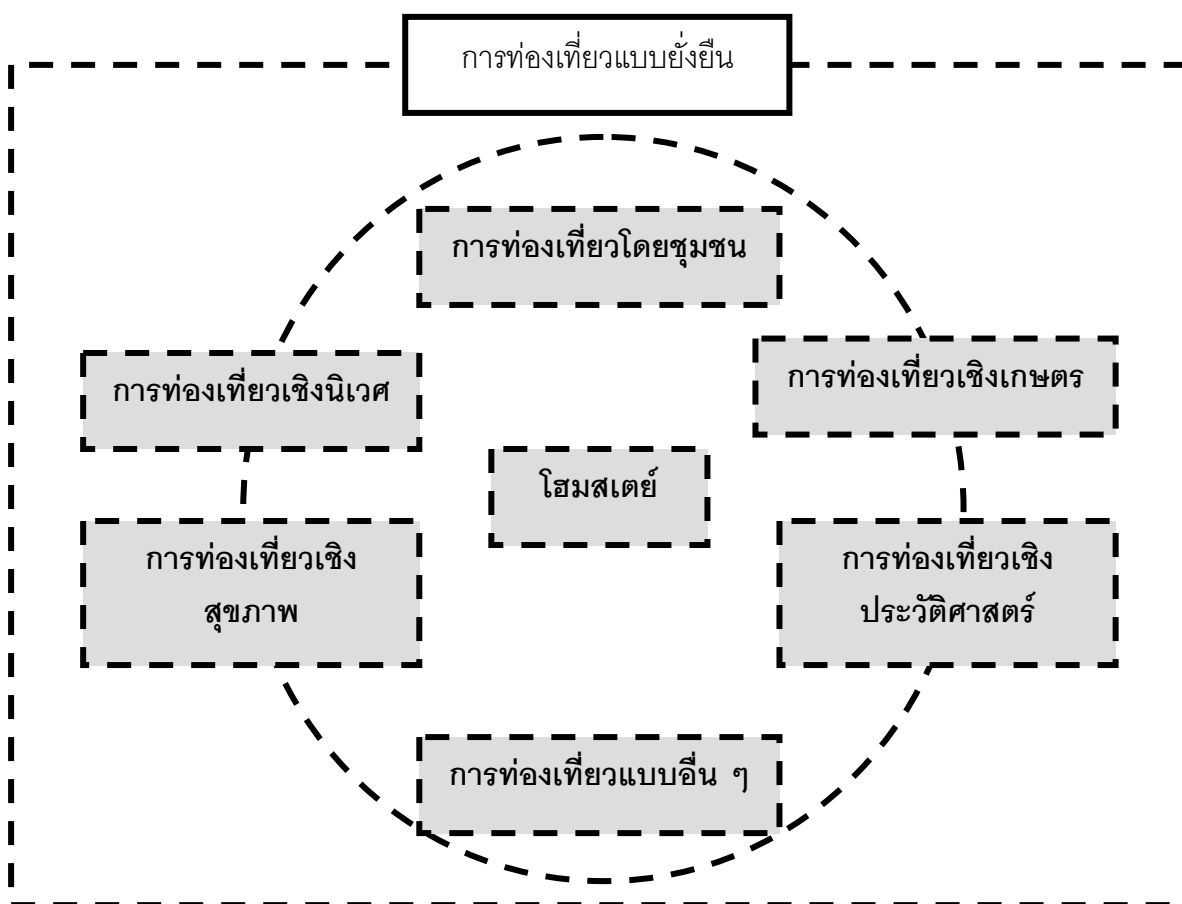 การท่องเที่ยวแบบยั่งยืน
การท่องเที่ยวโดยชุมชน
การท่องเที่ยวเชิงนิเวศ
การท่องเที่ยวเชิงเกษตร
โฮมสเตย์
การท่องเที่ยวเชิง
สุขภาพ
การท่องเที่ยวเชิง
ประวัติศาสตร์
การท่องเที่ยวแบบอื่น ๆ